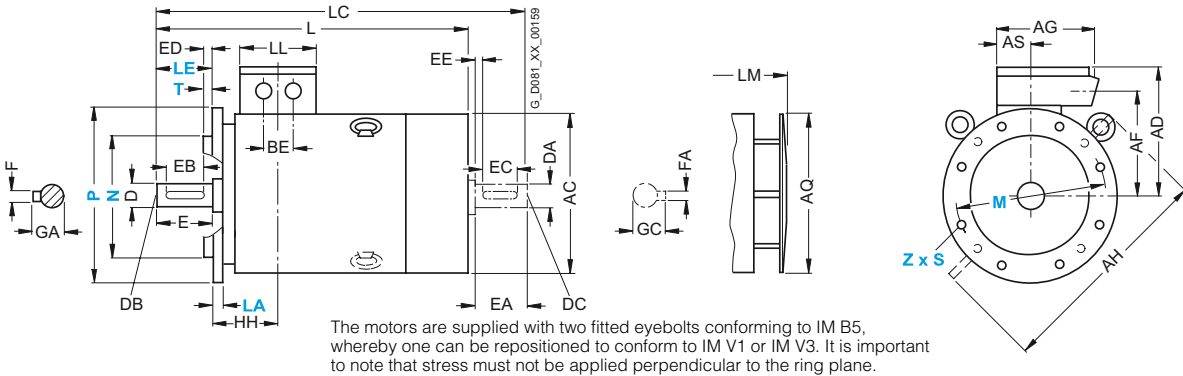 LC
L
G_D081_XX_00159
AG
AS
ED
LL
LE
EE
LM
T
BE
EB
F
P
N
D
E
GA
AC
EC
DA
FA
GC
AQ
AF
AD
M
Z x S
AH
DB
LA
HH
EA
DC
The motors are supplied with two fitted eyebolts conforming to IM B5,
whereby one can be repositioned to conform to IM V1 or IM V3. It is important
to note that stress must not be applied perpendicular to the ring plane.